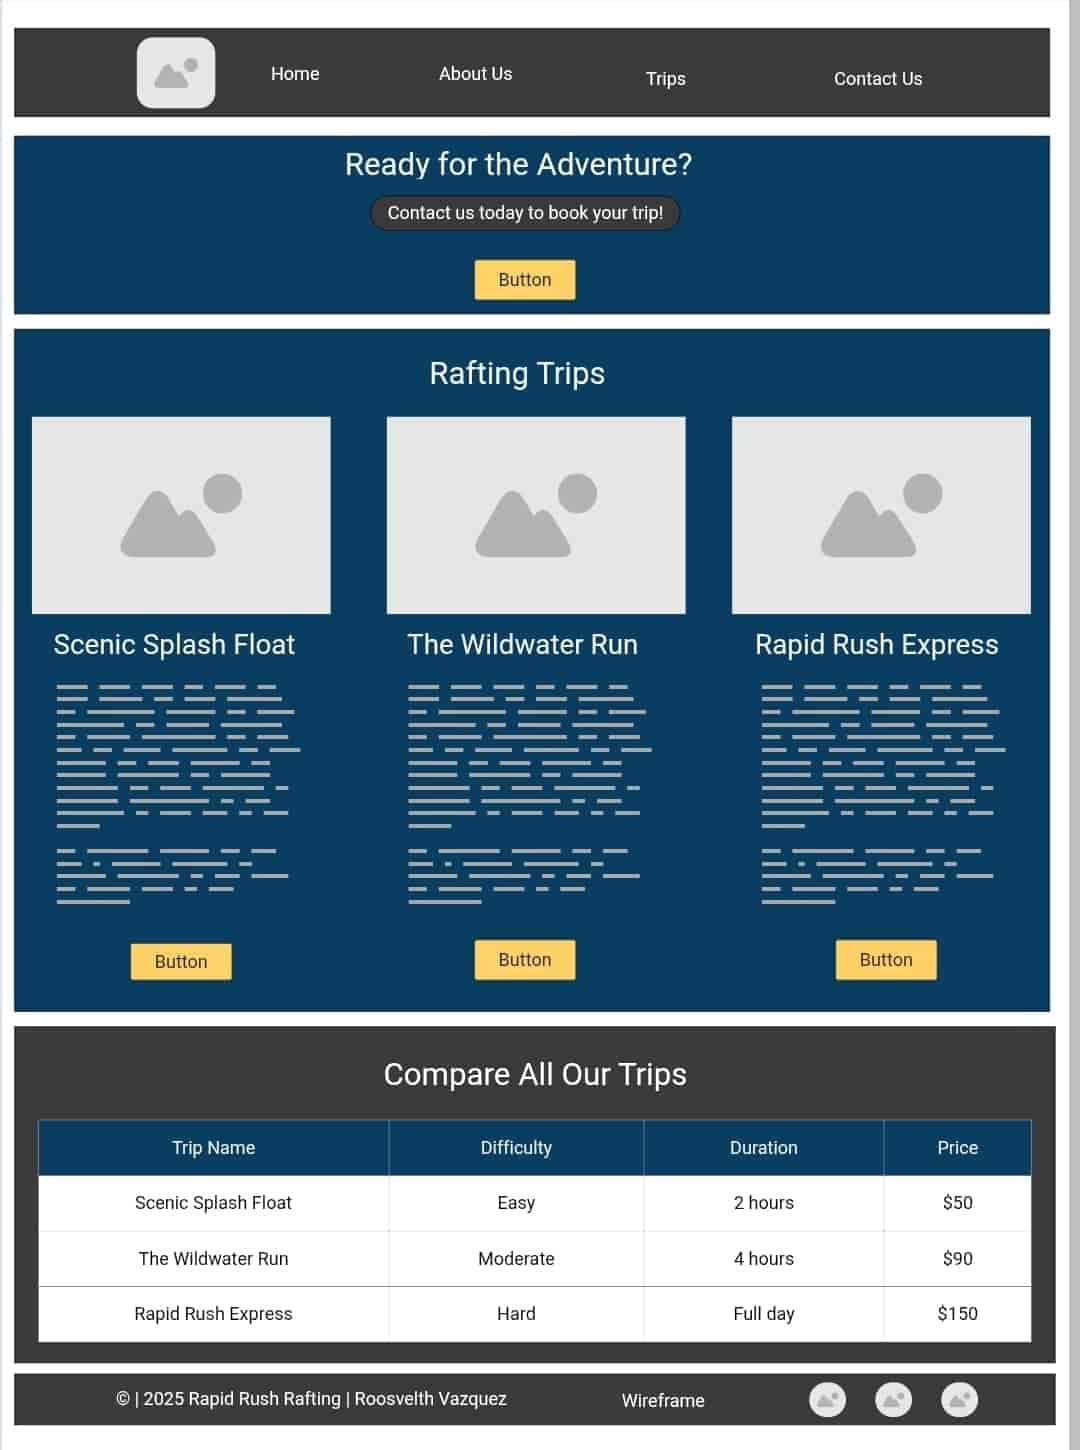 Home About Us Trips Contact Us
Ready for the Adventure?
Contact us today to book your trip!
Button
Rafting Trips
Scenic Splash Float
The Wildwater Run
Rapid Rush Express
Button
Button
Button
Compare All Our Trips
Trip Name Difficulty Duration Price
Scenic Splash Float Easy 2 hours $50
The Wildwater Run Moderate 4 hours $90
Rapid Rush Express Hard Full day $150
© | 2025 Rapid Rush Rafting | Roosvelth Vazquez Wireframe